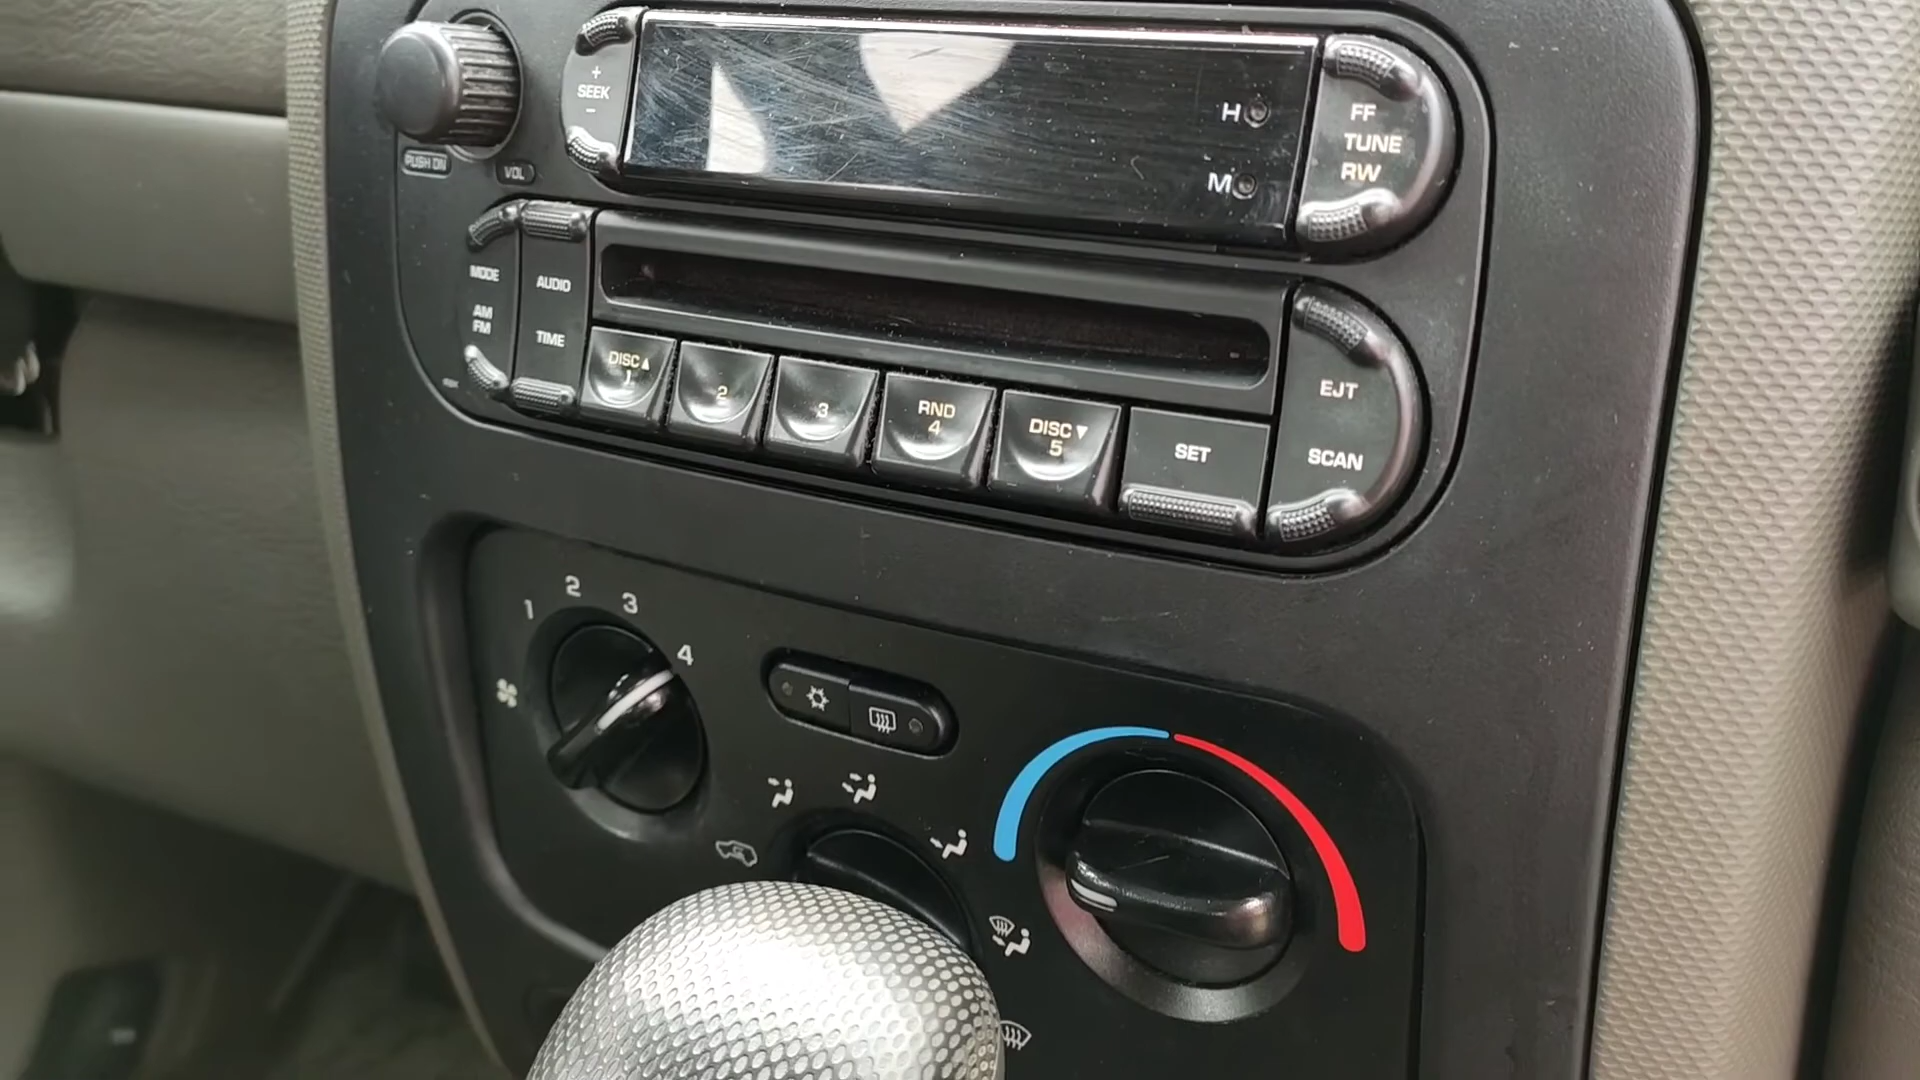 +
SEEK
-
H
M
FF
TUNE
RW
PUSH ON
VOL
MODE
AUDIO
AM
FM
TIME
DISC▲
1
2
3
RND
4
DISC▼
5
SET
EJT
SCAN
1
2
3
4